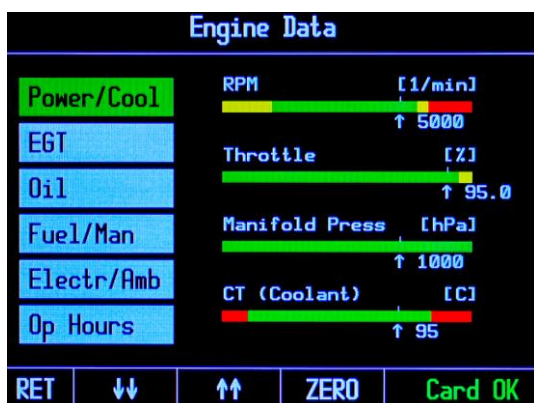 Engine Data
Power/Cool
EGT
Oil
Fuel/Man
Electr/Amb
Op Hours
RPM [1/min]
↑ 5000
Throttle [%]
↑ 95.0
Manifold Press [hPa]
↑ 1000
CT (Coolant) [C]
↑ 95
RET ↓↓ ↑↑ ZERO Card OK